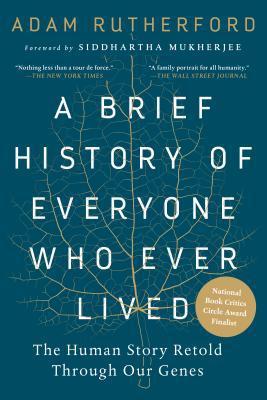 ADAM RUTHERFORD
Foreword by SIDDHARTHA MUKHERJEE
"Nothing less than a tour de force."
—THE NEW YORK TIMES
"A family portrait for all humanity."
—THE WALL STREET JOURNAL
A BRIEF
HISTORY OF
EVERYONE
WHO EVER
LIVED
National
Book Critics
Circle Award
Finalist
The Human Story Retold
Through Our Genes